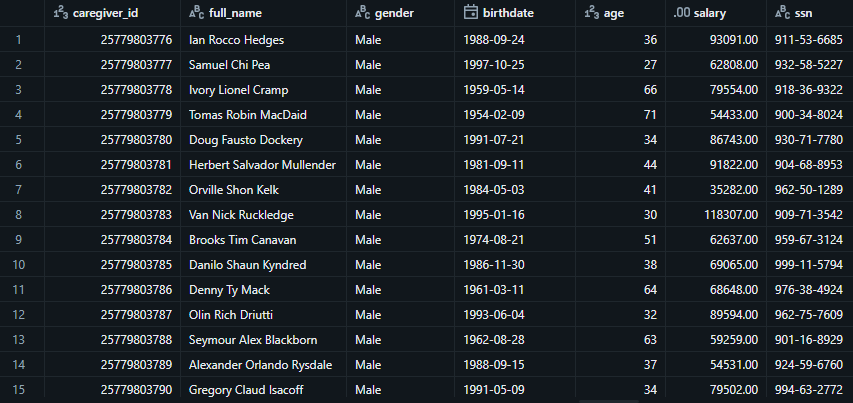 123 caregiver_id ABC full_name ABC gender birthdate 123 age .00 salary ABC ssn
1 25779803776 Ian Rocco Hedges Male 1988-09-24 36 93091.00 911-53-6685
2 25779803777 Samuel Chi Pea Male 1997-10-25 27 62808.00 932-58-5227
3 25779803778 Ivory Lionel Cramp Male 1959-05-14 66 79554.00 918-36-9322
4 25779803779 Tomas Robin MacDaid Male 1954-02-09 71 54433.00 900-34-8024
5 25779803780 Doug Fausto Dockery Male 1991-07-21 34 86743.00 930-71-7780
6 25779803781 Herbert Salvador Mullender Male 1981-09-11 44 91822.00 904-68-8953
7 25779803782 Orville Shon Kelk Male 1984-05-03 41 35282.00 962-50-1289
8 25779803783 Van Nick Ruckledge Male 1995-01-16 30 118307.00 909-71-3542
9 25779803784 Brooks Tim Canavan Male 1974-08-21 51 62637.00 959-67-3124
10 25779803785 Danilo Shaun Kyndred Male 1986-11-30 38 69065.00 999-11-5794
11 25779803786 Denny Ty Mack Male 1961-03-11 64 68648.00 976-38-4924
12 25779803787 Olin Rich Driutti Male 1993-06-04 32 89594.00 962-75-7609
13 25779803788 Seymour Alex Blackborn Male 1962-08-28 63 59259.00 901-16-8929
14 25779803789 Alexander Orlando Rysdale Male 1988-09-15 37 54531.00 924-59-6760
15 25779803790 Gregory Claud Isacoff Male 1991-05-09 34 79502.00 994-63-2772